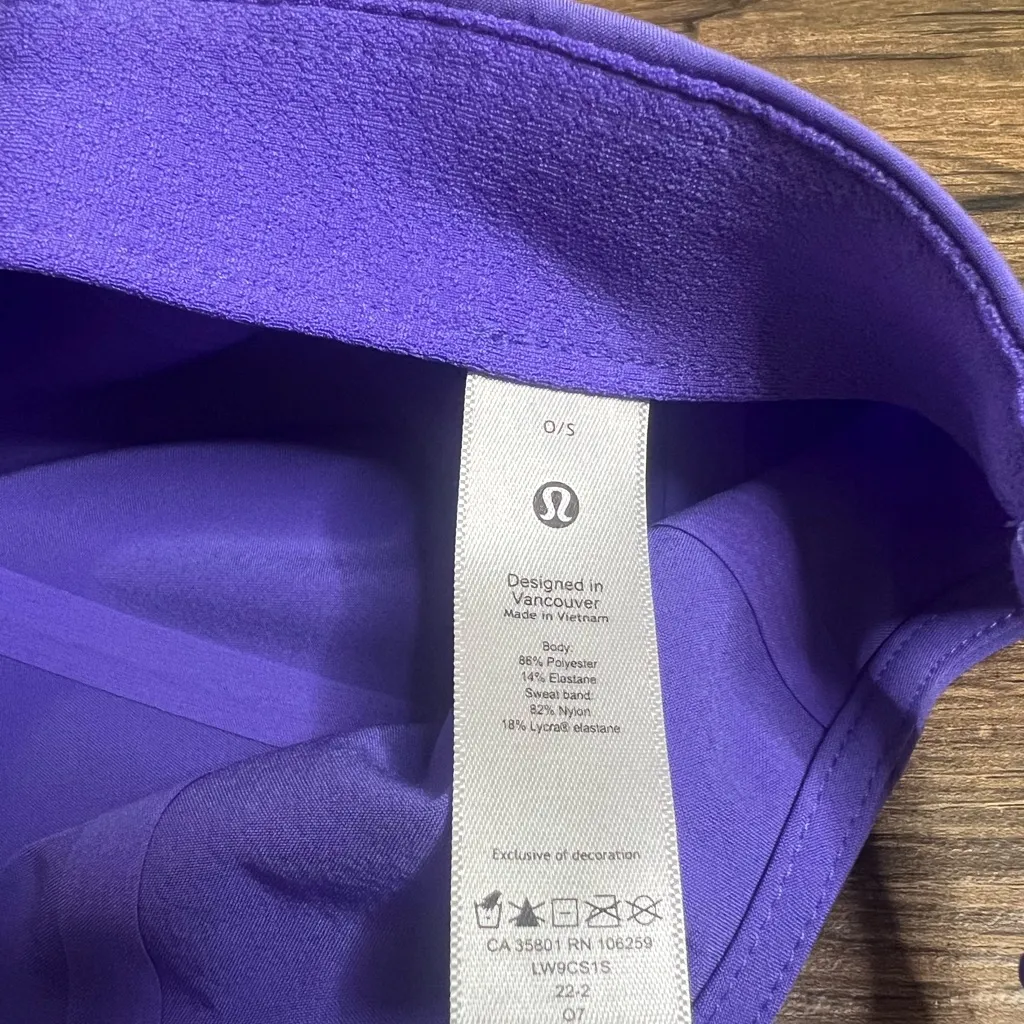 O/S
Designed in
Vancouver
Made in Vietnam
Body:
86% Polyester
14% Elastane
Sweat band:
82% Nylon
18% Lycra® elastane
Exclusive of decoration
CA 35801 RN 106259
LW9CS1S
22-2
07